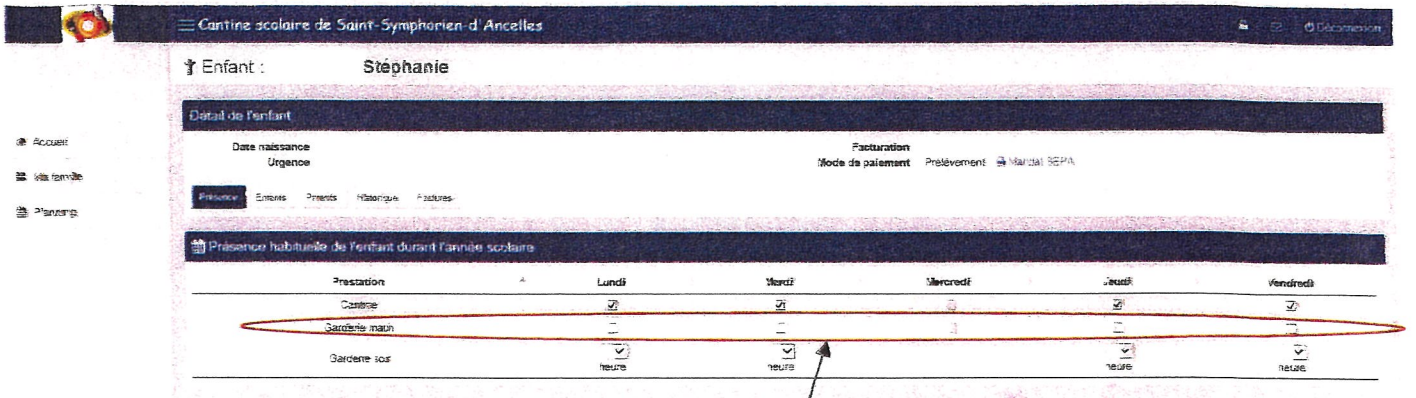 Cantine scolaire de Saint-Symphorien-d'Ancelles
Déconnexion
Enfant : Stéphanie
Détail de l'enfant
Accueil
Ma famille
Planning
Date naissance
Urgence
Facturation
Mode de paiement Prélèvement Mandat SEPA
Présence Enfants Parents Historique Factures
Présence habituelle de l'enfant durant l'année scolaire
Prestation Lundi Mardi Mercredi Jeudi Vendredi
Cantine
Garderie matin
Garderie soir
heure heure heure heure